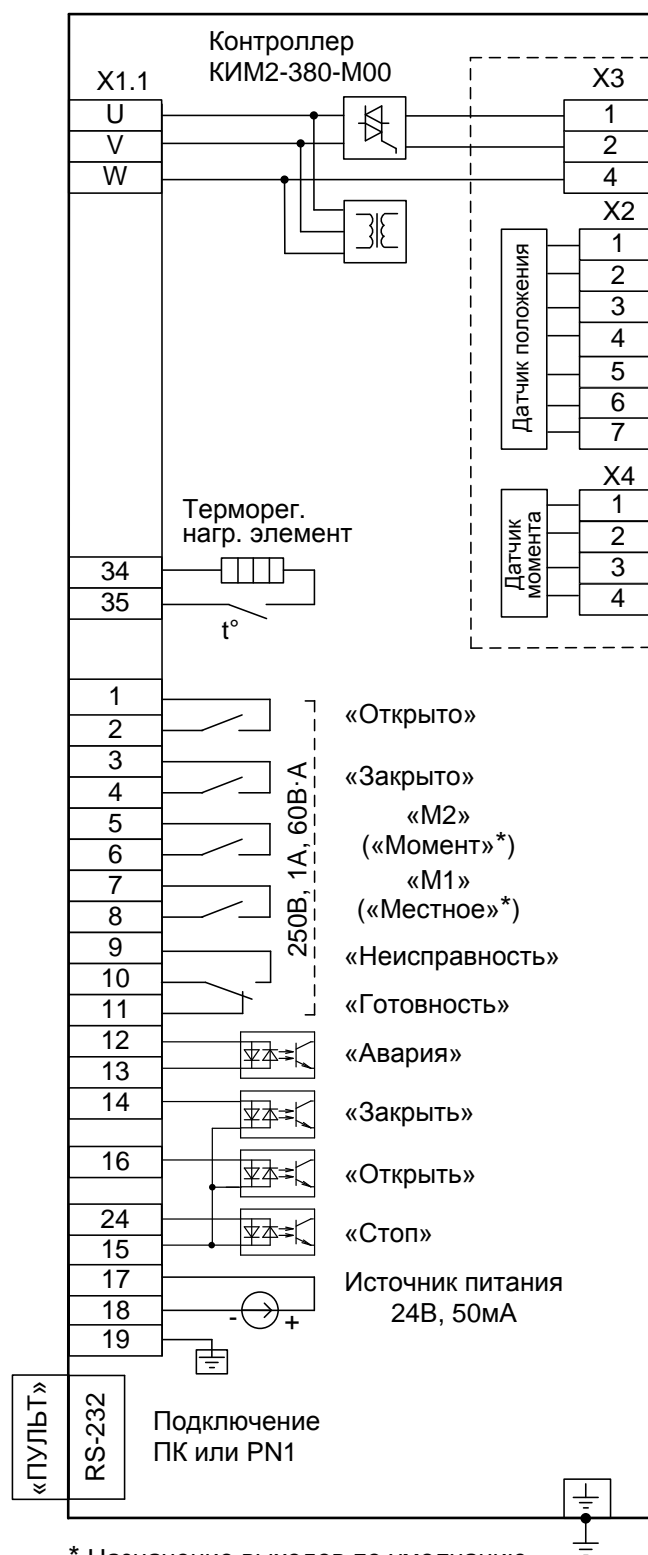 Контроллер
КИМ2-380-М00
X1.1
U
V
W
X3
1
2
4
X2
1
2
3
4
5
6
7
Датчик положения
X4
1
2
3
4
Датчик
момента
Терморег.
нагр. элемент
34
35
t°
1
2
3
4
5
6
7
8
9
10
11
250В, 1А, 60В·А
«Открыто»
«Закрыто»
«М2»
(«Момент»*)
«М1»
(«Местное»*)
«Неисправность»
«Готовность»
12
13
«Авария»
14
«Закрыть»
16
«Открыть»
24
15
«Стоп»
17
18
19
- +
Источник питания
24В, 50мА
«ПУЛЬТ»
RS-232
Подключение
ПК или PN1
* Назначение выходов по умолчанию